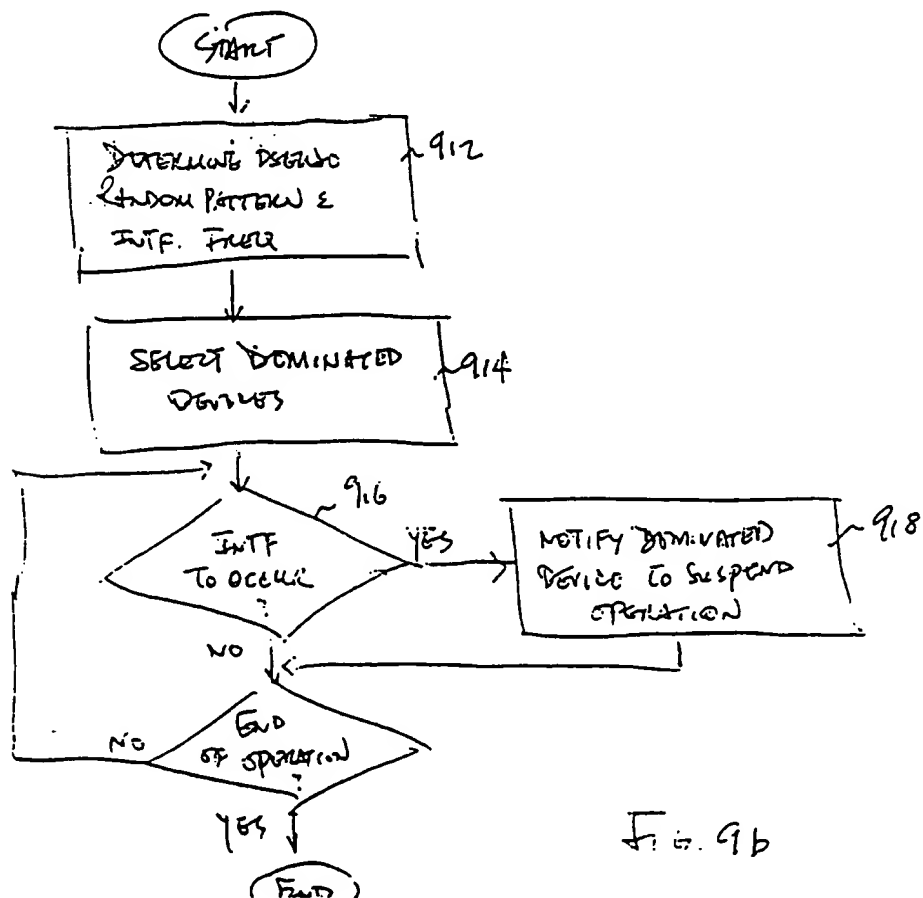 START
DETERMINE PSEUDO
RANDOM PATTERN &
INTF. FREQ
912
SELECT DOMINATED
DEVICES
914
916
INTF
TO OCCUR
?
YES
NOTIFY DOMINATED
DEVICE TO SUSPEND
OPERATION
918
NO
END
OF OPERATION
?
NO
YES
END
Fig. 9b